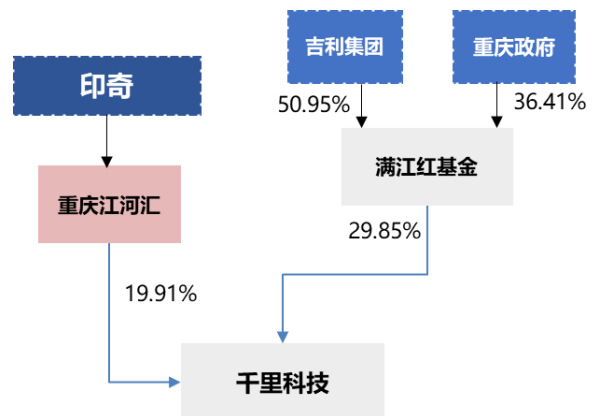 吉利集团
重庆政府
印奇
50.95%
36.41%
满江红基金
重庆江河汇
29.85%
19.91%
千里科技